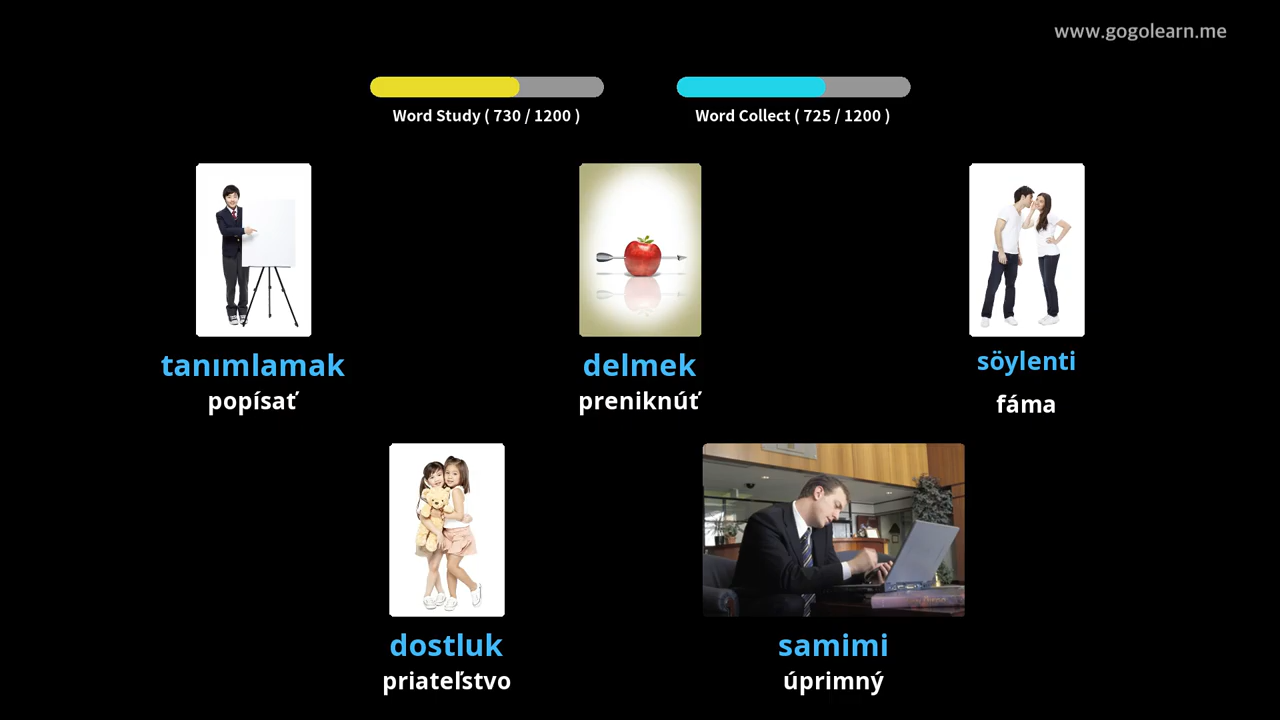 www.gogolearn.me
Word Study ( 730 / 1200 )
Word Collect ( 725 / 1200 )
tanımlamak
popísať
delmek
preniknúť
söylenti
fáma
dostluk
priateľstvo
samimi
úprimný